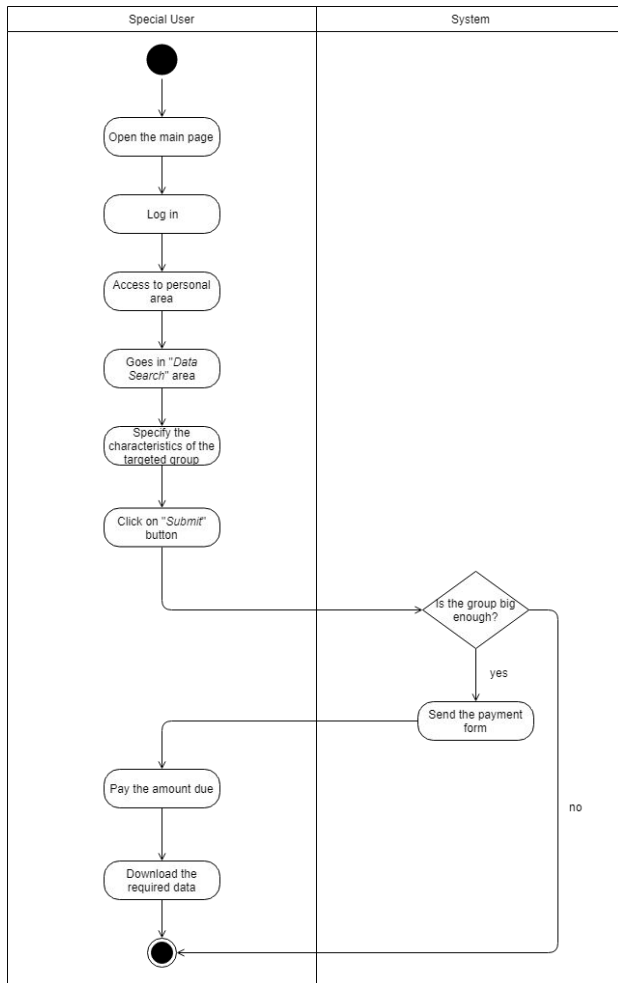 Special User
System
Open the main page
Log in
Access to personal
area
Goes in "Data
Search" area
Specify the
characteristics of the
targeted group
Click on "Submit"
button
Is the group big
enough?
yes
Send the payment
form
Pay the amount due
no
Download the
required data